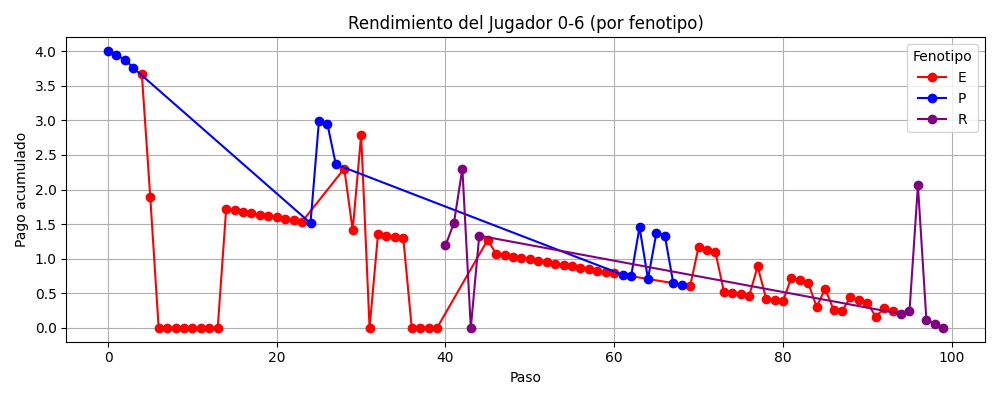 Rendimiento del Jugador 0-6 (por fenotipo)
Pago acumulado
4.0
3.5
3.0
2.5
2.0
1.5
1.0
0.5
0.0
Fenotipo
E
P
R
0 20 40 60 80 100
Paso